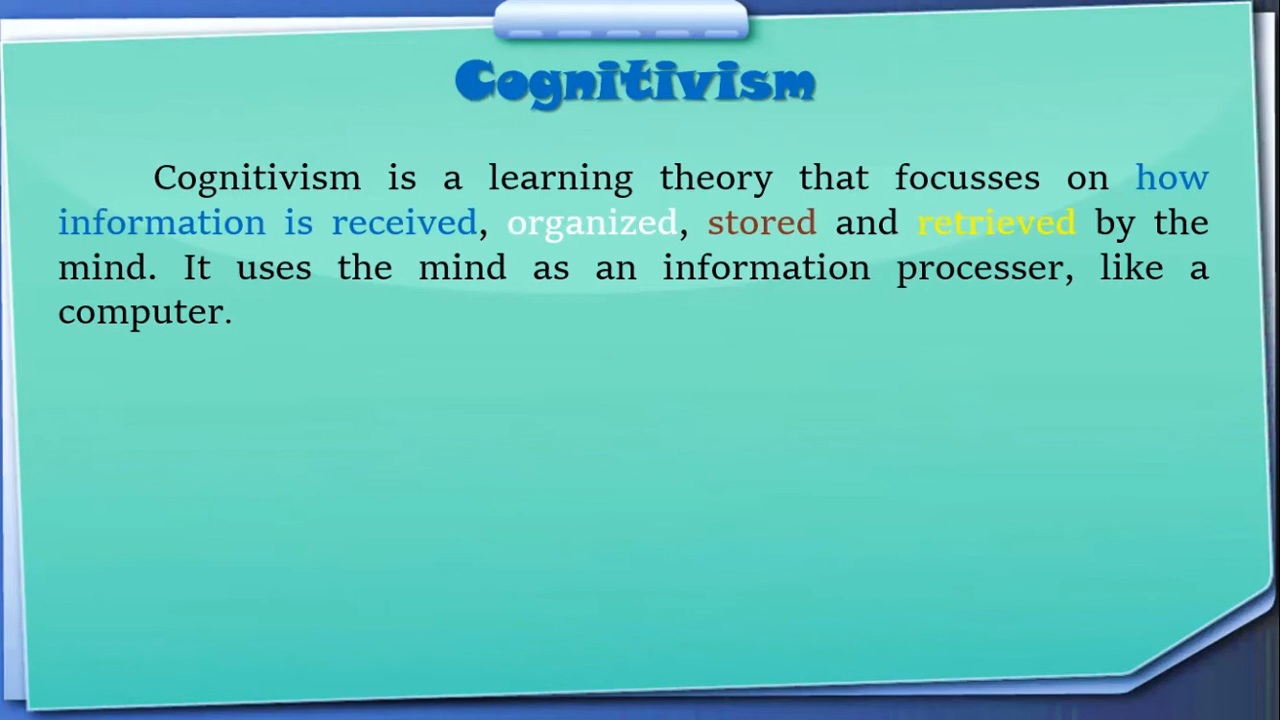 Cognitivism
Cognitivism is a learning theory that focusses on how
information is received, organized, stored and retrieved by the
mind. It uses the mind as an information processer, like a
computer.